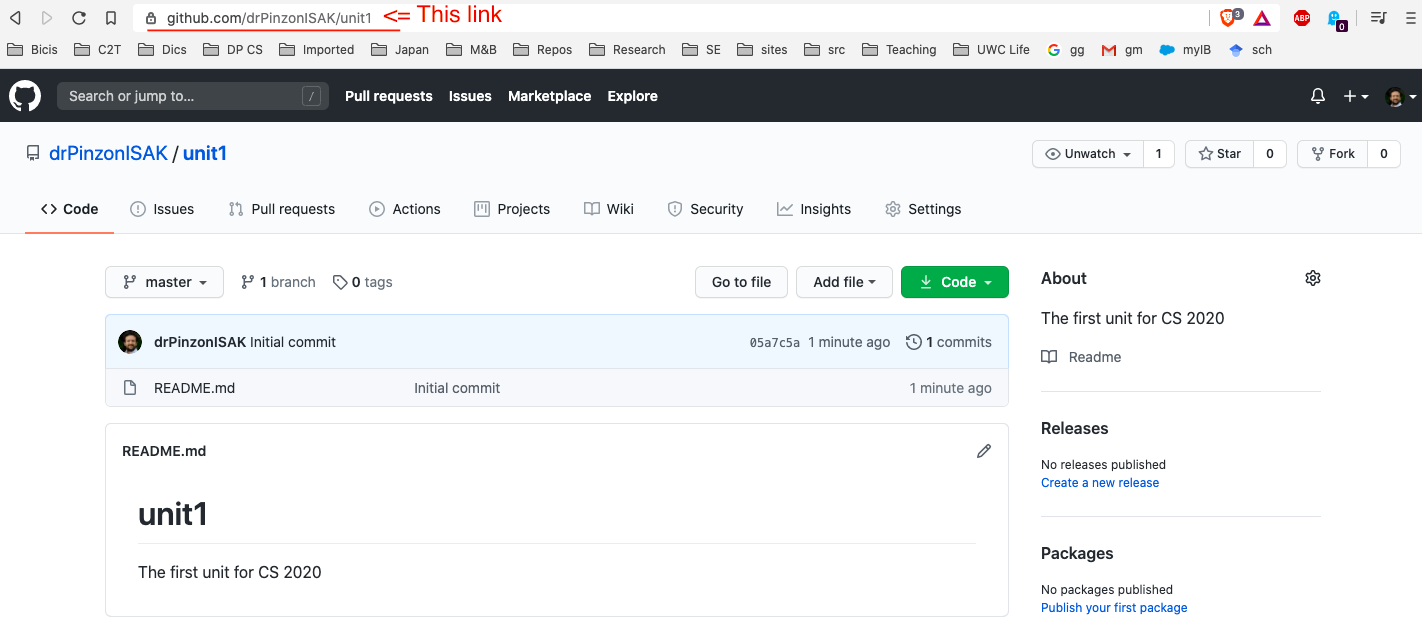 github.com/drPinzonISAK/unit1 <= This link
3 ABP 0
Bicis C2T Dics DP CS Imported Japan M&B Repos Research SE sites src Teaching UWC Life gg gm myIB sch
Search or jump to... / Pull requests Issues Marketplace Explore
drPinzonISAK / unit1 Unwatch 1 Star 0 Fork 0
Code Issues Pull requests Actions Projects Wiki Security Insights Settings
master 1 branch 0 tags Go to file Add file Code
drPinzonISAK Initial commit 05a7c5a 1 minute ago 1 commits
README.md Initial commit 1 minute ago
README.md
unit1
The first unit for CS 2020
About
The first unit for CS 2020
Readme
Releases
No releases published
Create a new release
Packages
No packages published
Publish your first package